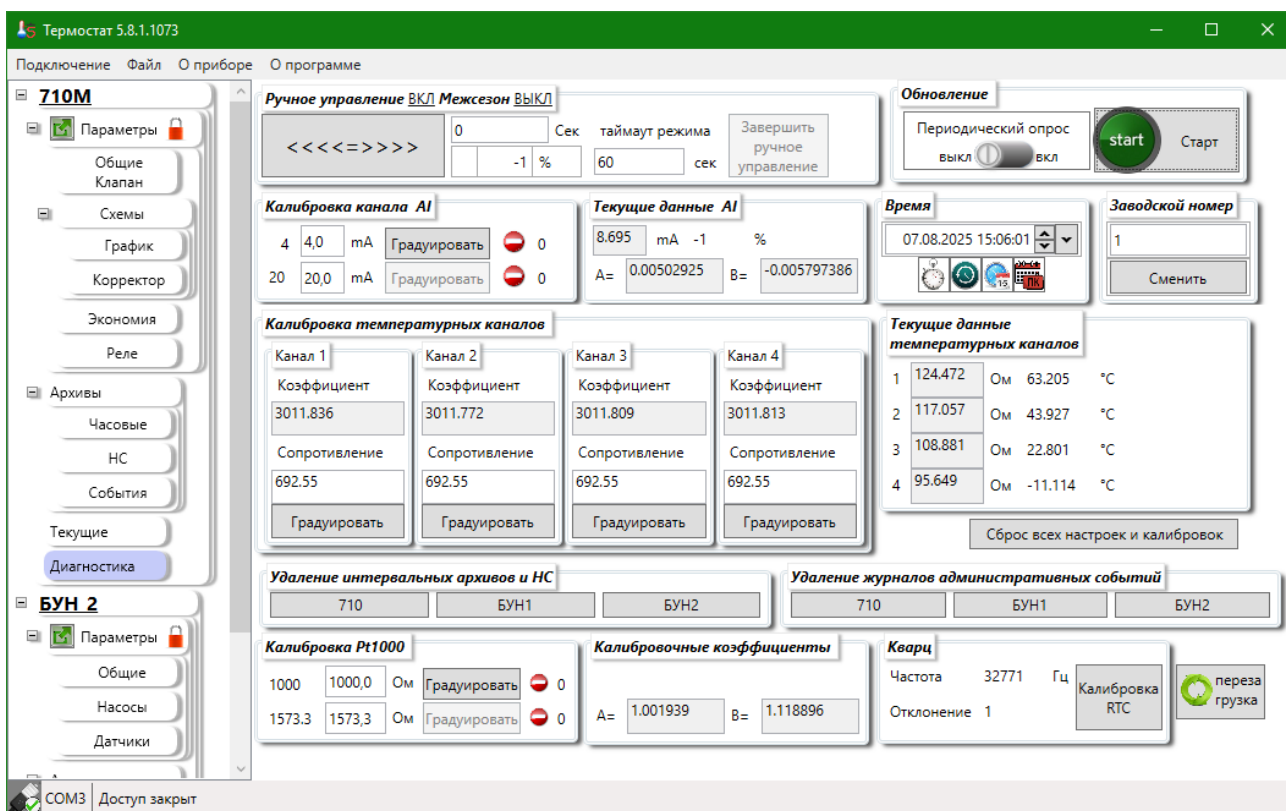 Термостат 5.8.1.1073
Подключение Файл О приборе О программе
710М
Параметры
Общие
Клапан
Схемы
График
Корректор
Экономия
Реле
Архивы
Часовые
НС
События
Текущие
Диагностика
БУН 2
Параметры
Общие
Насосы
Датчики
Ручное управление ВКЛ Межсезон ВЫКЛ
<<<<=>>>>
0 Сек таймаут режима
-1 % 60 сек
Завершить
ручное
управление
Обновление
Периодический опрос
выкл вкл
start Старт
Калибровка канала AI
4 4,0 mA Градуировать 0
20 20,0 mA Градуировать 0
Текущие данные AI
8.695 mA -1 %
A= 0.00502925 B= -0.005797386
Время
07.08.2025 15:06:01
15
ПК
Заводской номер
1
Сменить
Калибровка температурных каналов
Канал 1 Канал 2 Канал 3 Канал 4
Коэффициент Коэффициент Коэффициент Коэффициент
3011.836 3011.772 3011.809 3011.813
Сопротивление Сопротивление Сопротивление Сопротивление
692.55 692.55 692.55 692.55
Градуировать Градуировать Градуировать Градуировать
Текущие данные
температурных каналов
1 124.472 Ом 63.205 °C
2 117.057 Ом 43.927 °C
3 108.881 Ом 22.801 °C
4 95.649 Ом -11.114 °C
Сброс всех настроек и калибровок
Удаление интервальных архивов и НС
710 БУН1 БУН2
Удаление журналов административных событий
710 БУН1 БУН2
Калибровка Pt1000
1000 1000,0 Ом Градуировать 0
1573.3 1573,3 Ом Градуировать 0
Калибровочные коэффициенты
A= 1.001939 B= 1.118896
Кварц
Частота 32771 Гц
Отклонение 1
Калибровка
RTC
переза
грузка
COM3 Доступ закрыт